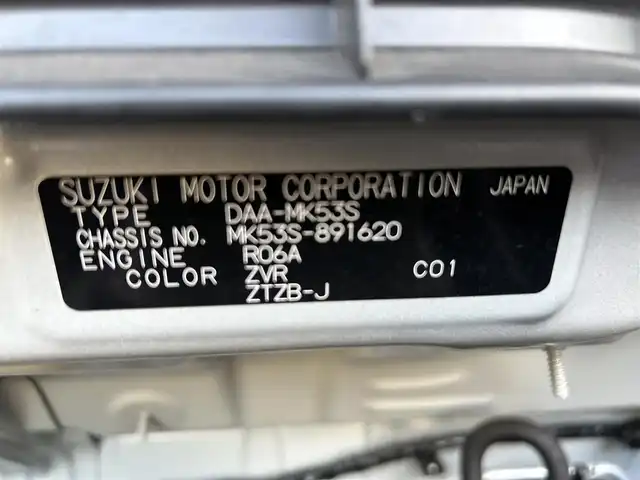 SUZUKI MOTOR CORPORATION JAPAN
TYPE DAA-MK53S
CHASSIS NO. MK53S-891620
ENGINE R06A
COLOR ZVR C01
ZTZB-J